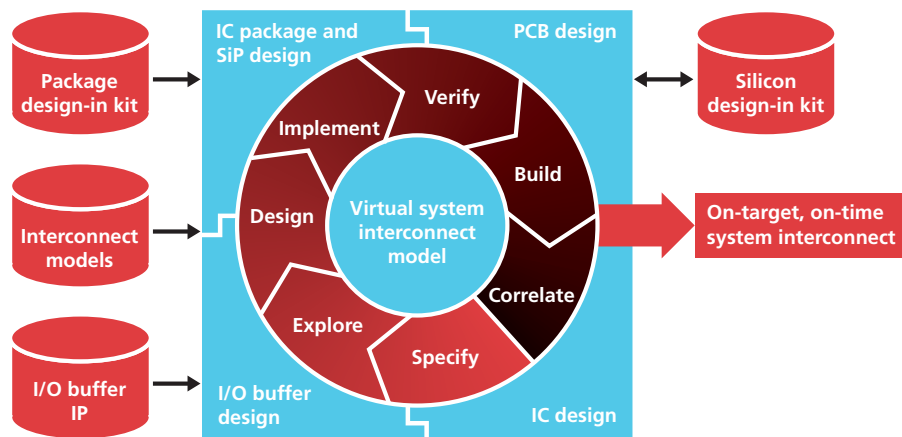 IC package and
SiP design
PCB design
Package
design-in kit
Silicon
design-in kit
Verify
Implement
Build
Design
Virtual system
interconnect
model
On-target, on-time
system interconnect
Interconnect
models
Correlate
Explore
Specify
I/O buffer
IP
I/O buffer
design
IC design